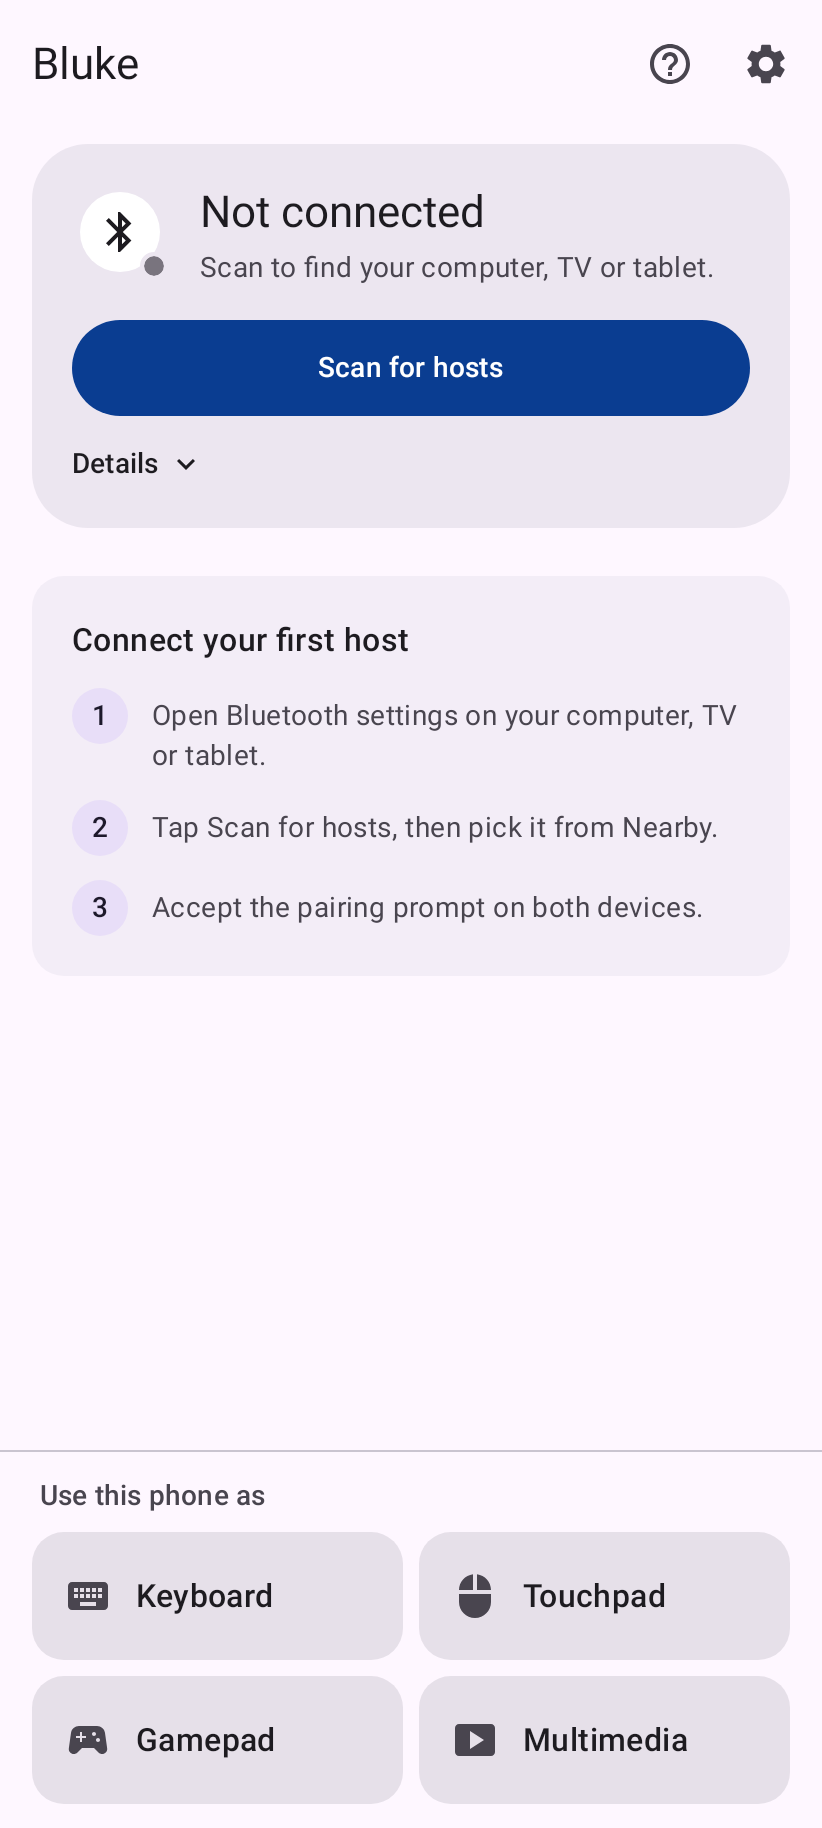 Bluke
Not connected
Scan to find your computer, TV or tablet.
Scan for hosts
Details
Connect your first host
1 Open Bluetooth settings on your computer, TV
or tablet.
2 Tap Scan for hosts, then pick it from Nearby.
3 Accept the pairing prompt on both devices.
Use this phone as
Keyboard
Touchpad
Gamepad
Multimedia